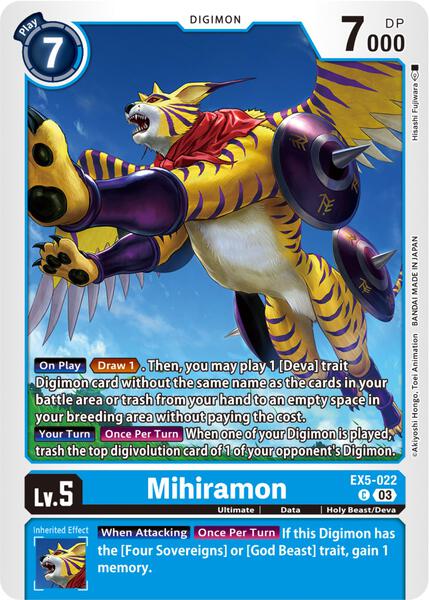 Play
7
DIGIMON
7000
DP
Hisashi Fujiwara
©Akiyoshi Hongo, Toei Animation BANDAI MADE IN JAPAN
On Play Draw 1 . Then, you may play 1 [Deva] trait
Digimon card without the same name as the cards in your
battle area or trash from your hand to an empty space in
your breeding area without paying the cost.
Your Turn Once Per Turn When one of your Digimon is played,
trash the top digivolution card of 1 of your opponent's Digimon.
Lv.5
Mihiramon
EX5-022
C 03
Ultimate | Data | Holy Beast/Deva
Inherited Effect
When Attacking Once Per Turn If this Digimon has
the [Four Sovereigns] or [God Beast] trait, gain 1
memory.